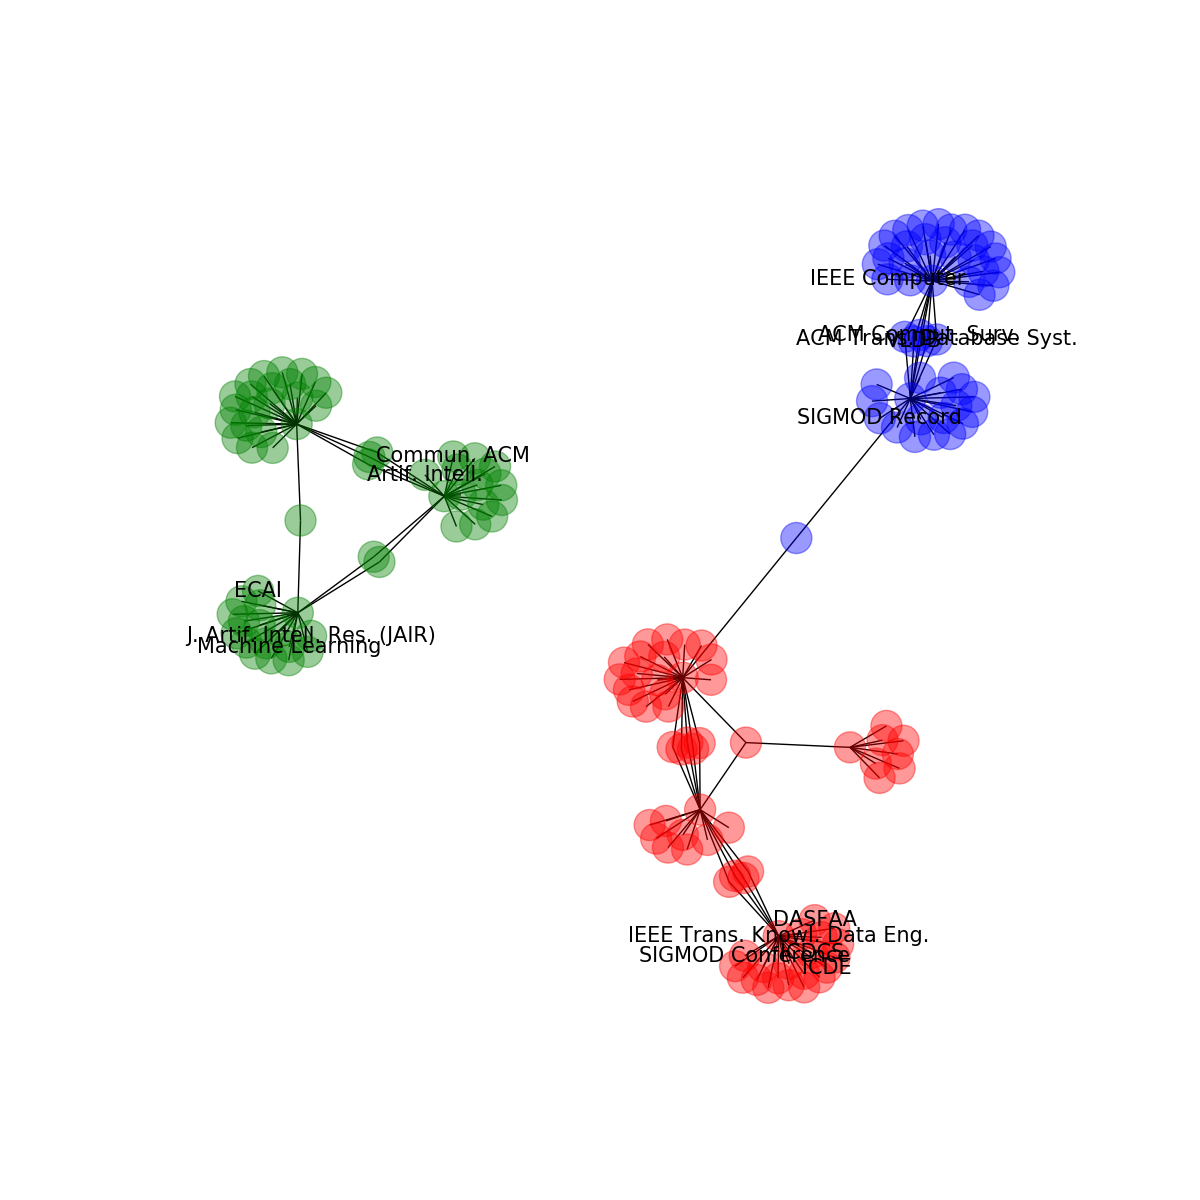 IEEE Computer
ACM Comput. Surv.
ACM Trans. Database Syst.
VLDB
SIGMOD Record
Commun. ACM
Artif. Intell.
ECAI
J. Artif. Intell. Res. (JAIR)
Machine Learning
DASFAA
IEEE Trans. Knowl. Data Eng.
ICDCS
SIGMOD Conference
ICDE